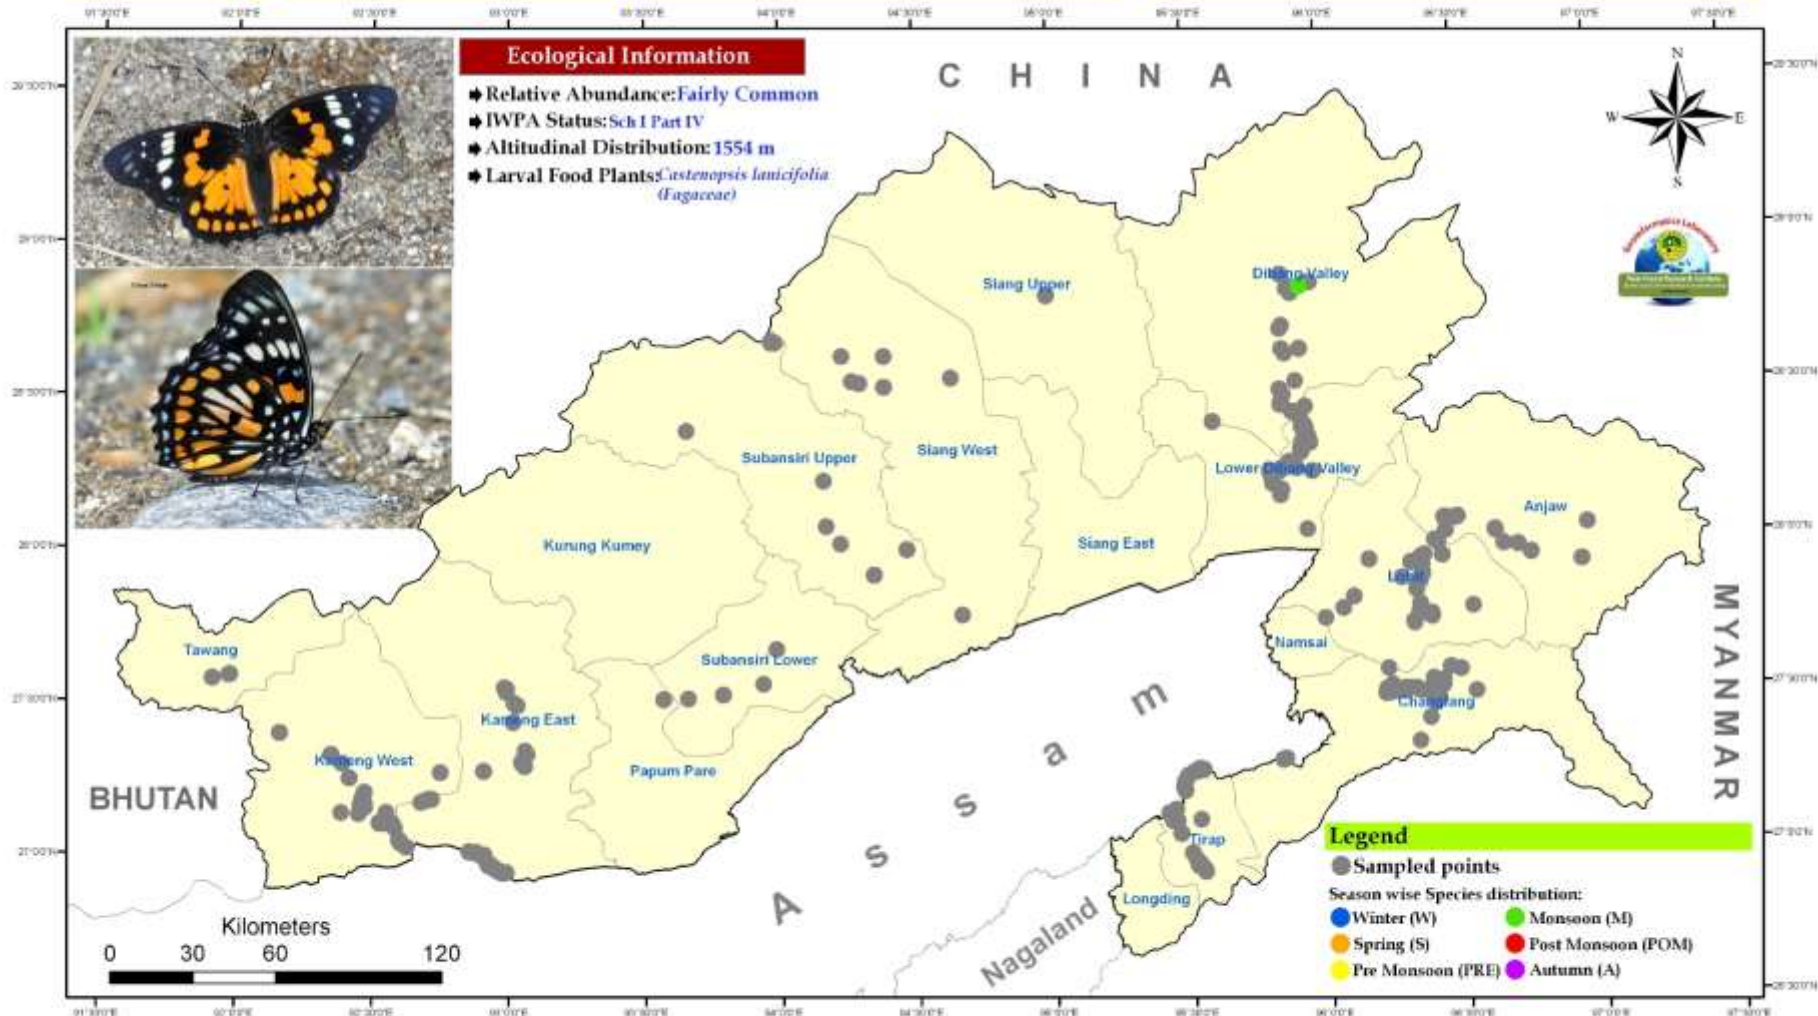 Ecological Information
Relative Abundance:Fairly Common
IWPA Status:Sch I Part IV
Altitudinal Distribution: 1554 m
Larval Food Plants:Castenopsis lanicifolia
(Fagaceae)
C H I N A
N
W E
S
Siang Upper
Dibang Valley
Subansiri Upper
Siang West
Lower Dibang Valley
Anjaw
Kurung Kumey
Siang East
Lohit
Tawang
Subansiri Lower
Namsai
Kameng East
Changlang
Kameng West
Papum Pare
BHUTAN
MYANMAR
Assam
Tirap
Longding
Nagaland
Kilometers
0 30 60 120
Legend
Sampled points
Season wise Species distribution:
Winter (W)
Monsoon (M)
Spring (S)
Post Monsoon (POM)
Pre Monsoon (PRE)
Autumn (A)